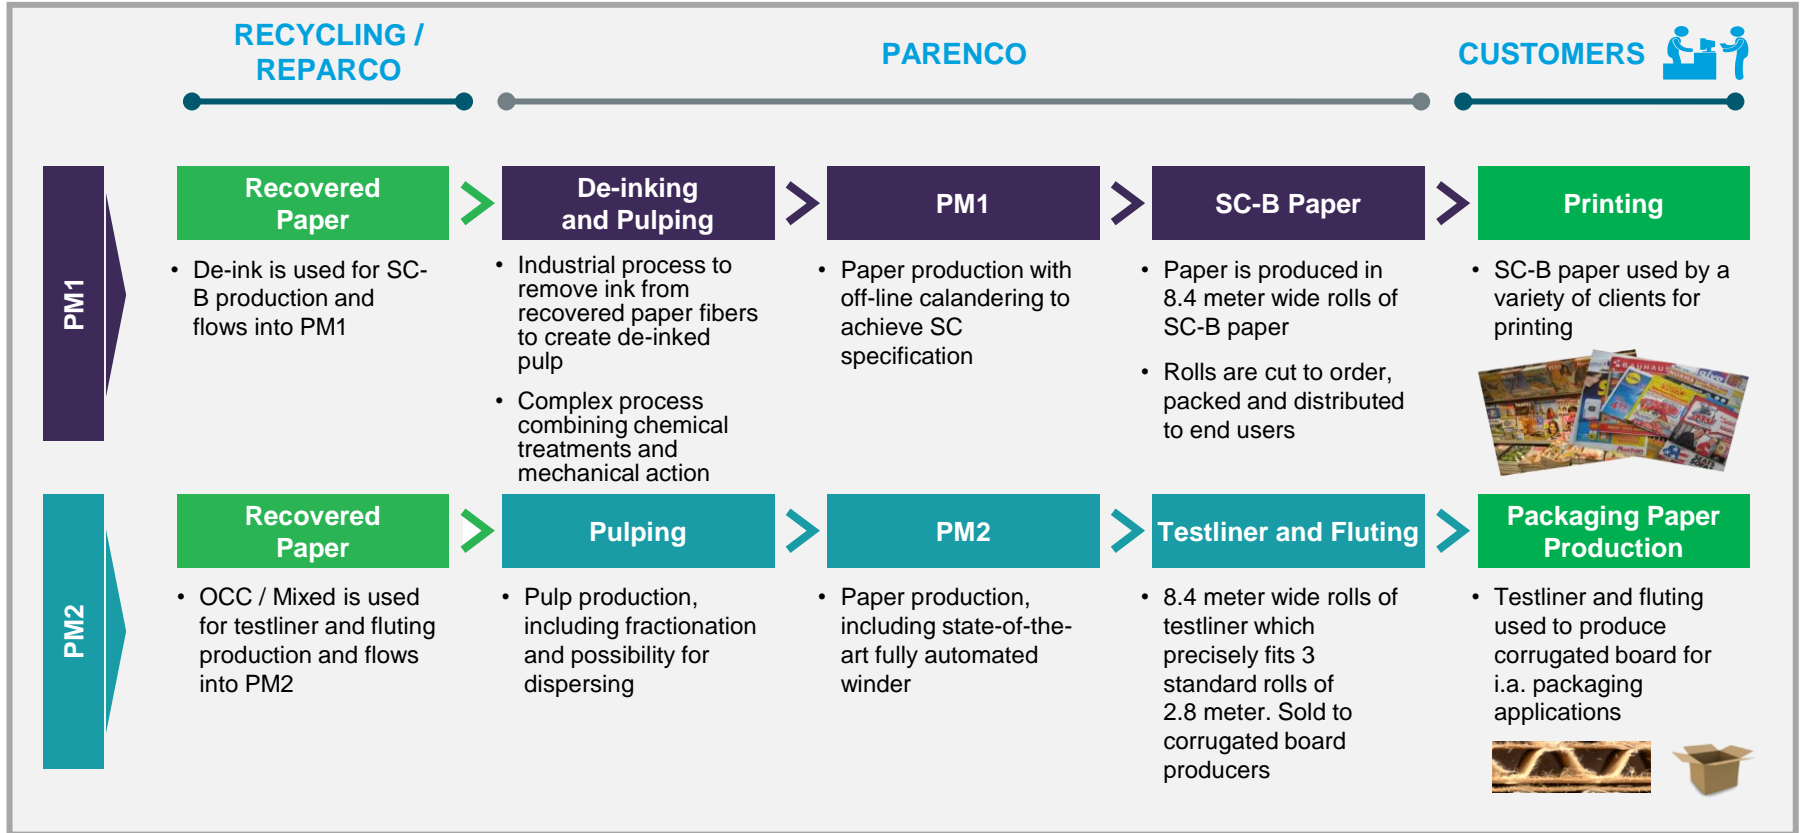 RECYCLING /
REPARCO
PARENCO
CUSTOMERS
PM1
Recovered
Paper
De-inking
and Pulping
PM1
SC-B Paper
Printing
• De-ink is used for SC-
B production and
flows into PM1
• Industrial process to
remove ink from
recovered paper fibers
to create de-inked
pulp
• Complex process
combining chemical
treatments and
mechanical action
• Paper production with
off-line calandering to
achieve SC
specification
• Paper is produced in
8.4 meter wide rolls of
SC-B paper
• Rolls are cut to order,
packed and distributed
to end users
• SC-B paper used by a
variety of clients for
printing
BAUHAUS
PM2
Recovered
Paper
Pulping
PM2
Testliner and Fluting
Packaging Paper
Production
• OCC / Mixed is used
for testliner and fluting
production and flows
into PM2
• Pulp production,
including fractionation
and possibility for
dispersing
• Paper production,
including state-of-the-
art fully automated
winder
• 8.4 meter wide rolls of
testliner which
precisely fits 3
standard rolls of
2.8 meter. Sold to
corrugated board
producers
• Testliner and fluting
used to produce
corrugated board for
i.a. packaging
applications